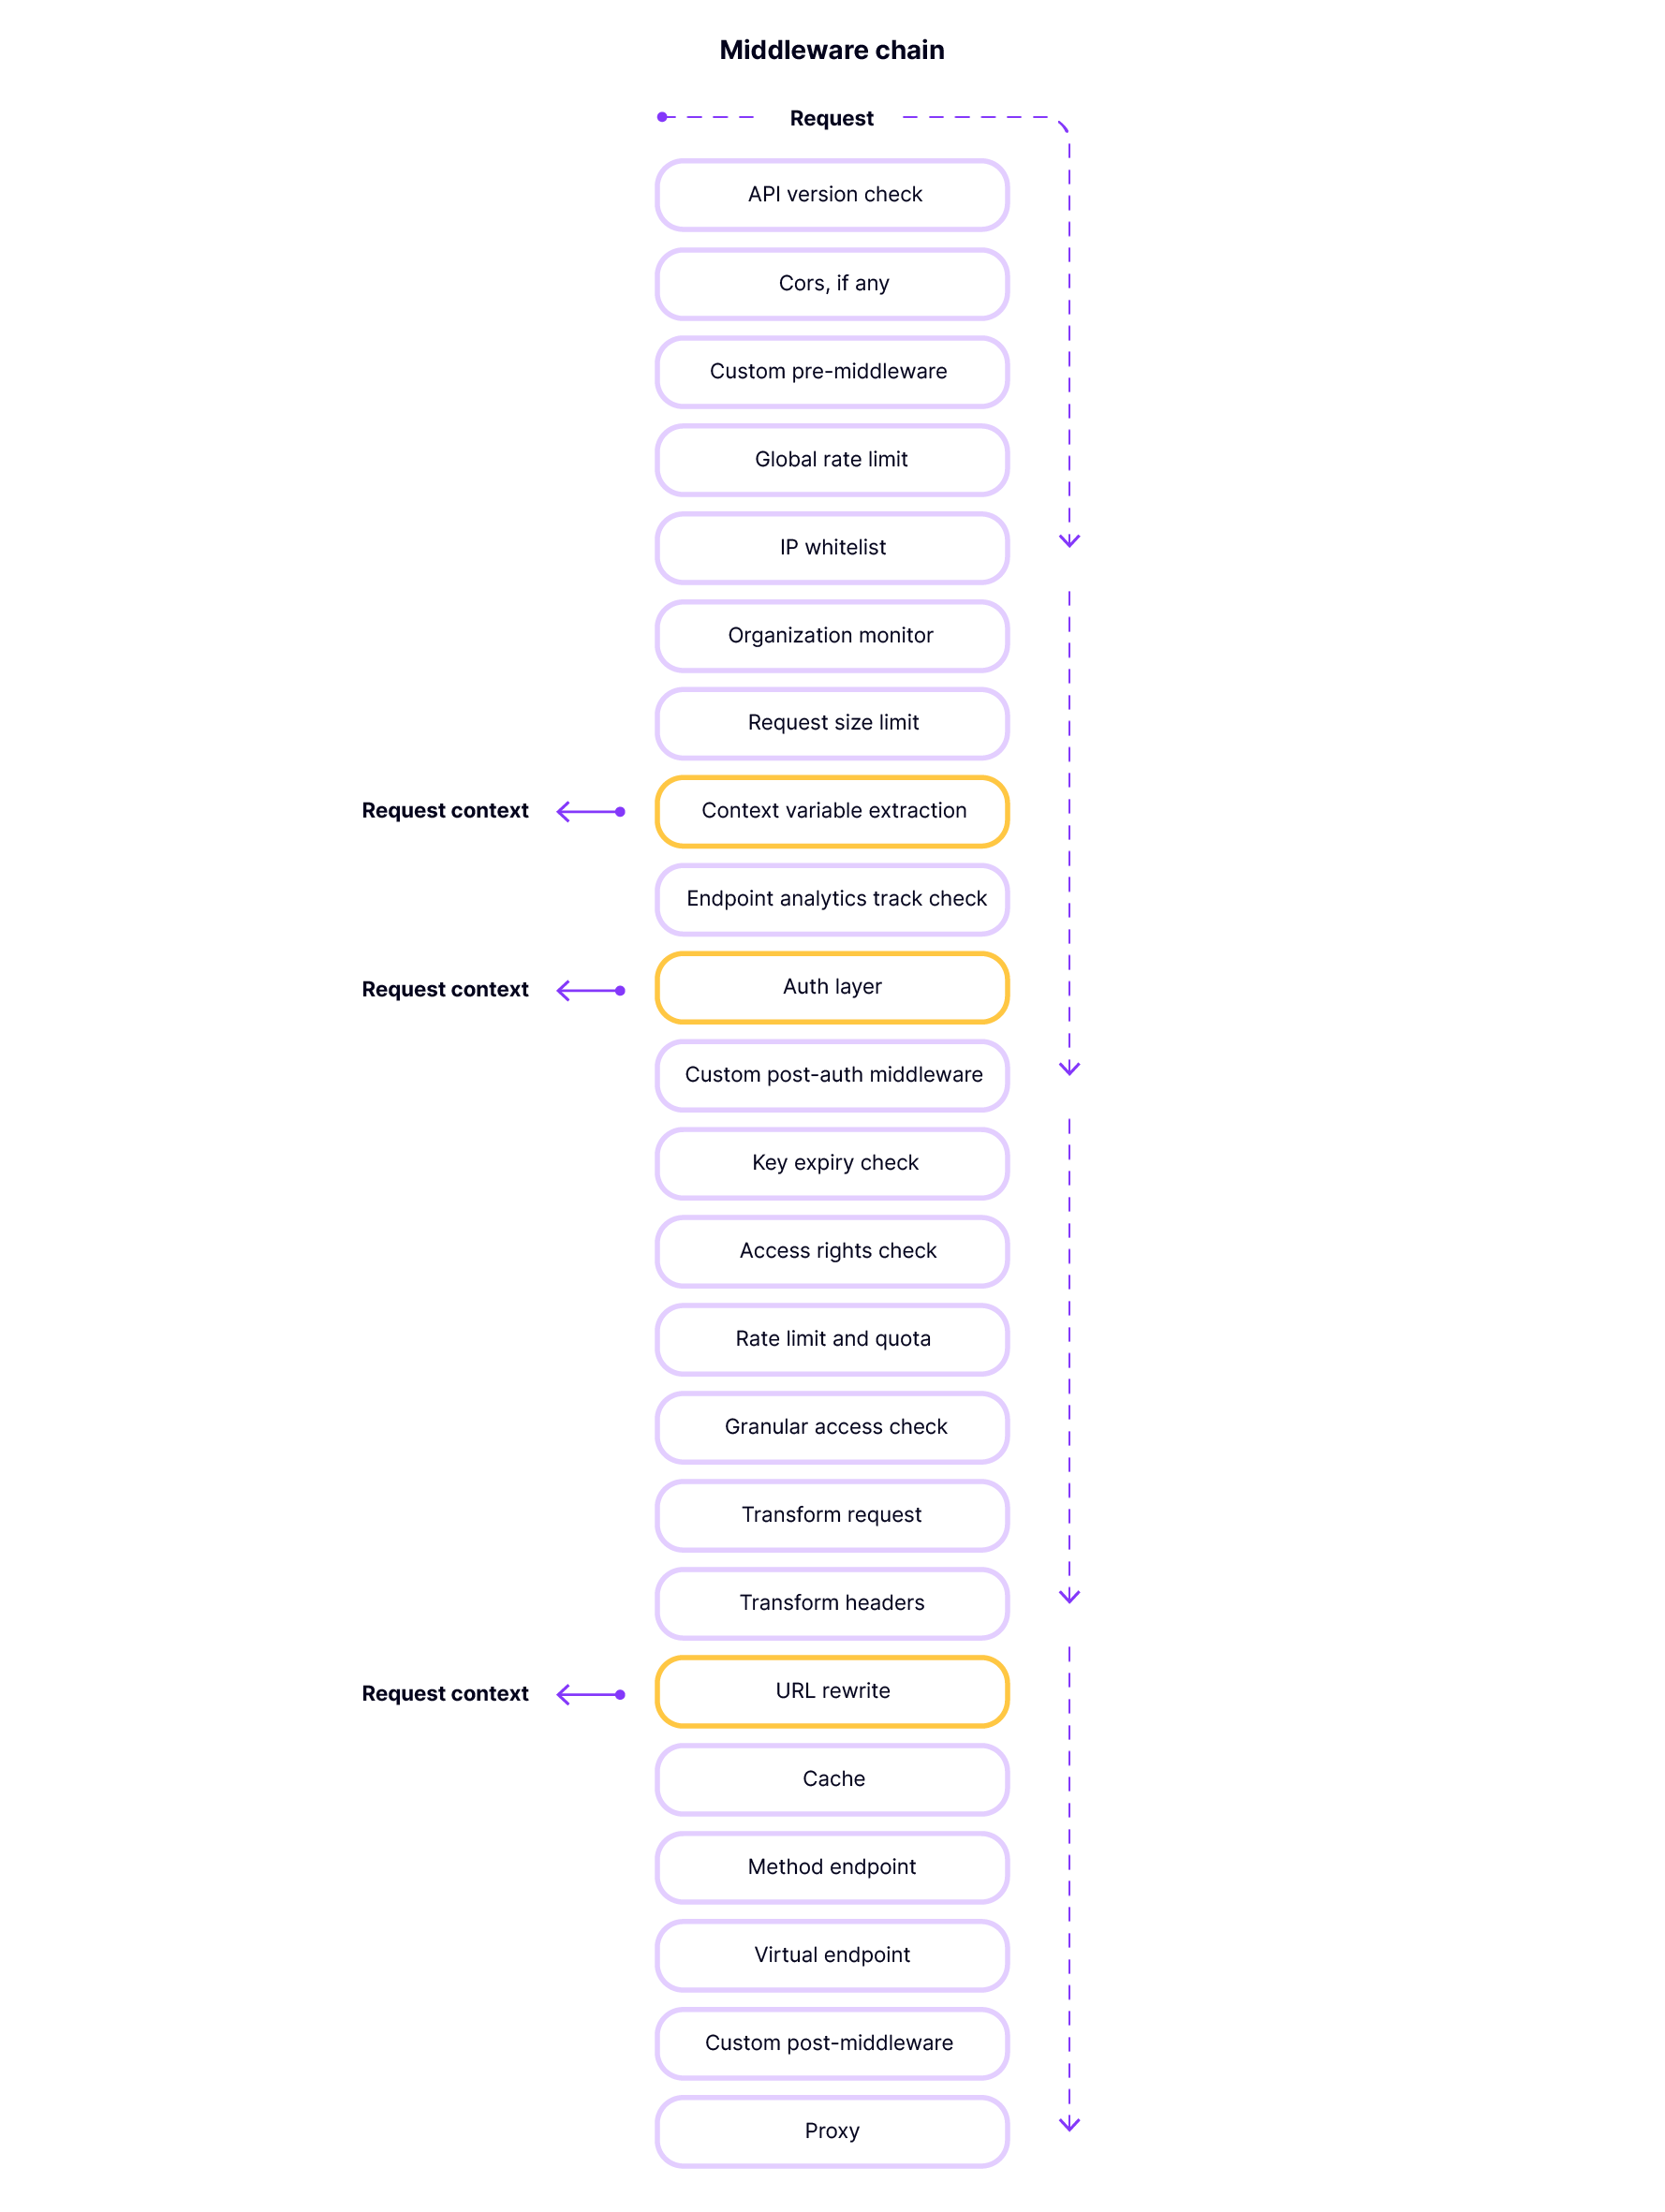 Middleware chain
Request
API version check
Cors, if any
Custom pre-middleware
Global rate limit
IP whitelist
Organization monitor
Request size limit
Request context
Context variable extraction
Endpoint analytics track check
Request context
Auth layer
Custom post-auth middleware
Key expiry check
Access rights check
Rate limit and quota
Granular access check
Transform request
Transform headers
Request context
URL rewrite
Cache
Method endpoint
Virtual endpoint
Custom post-middleware
Proxy